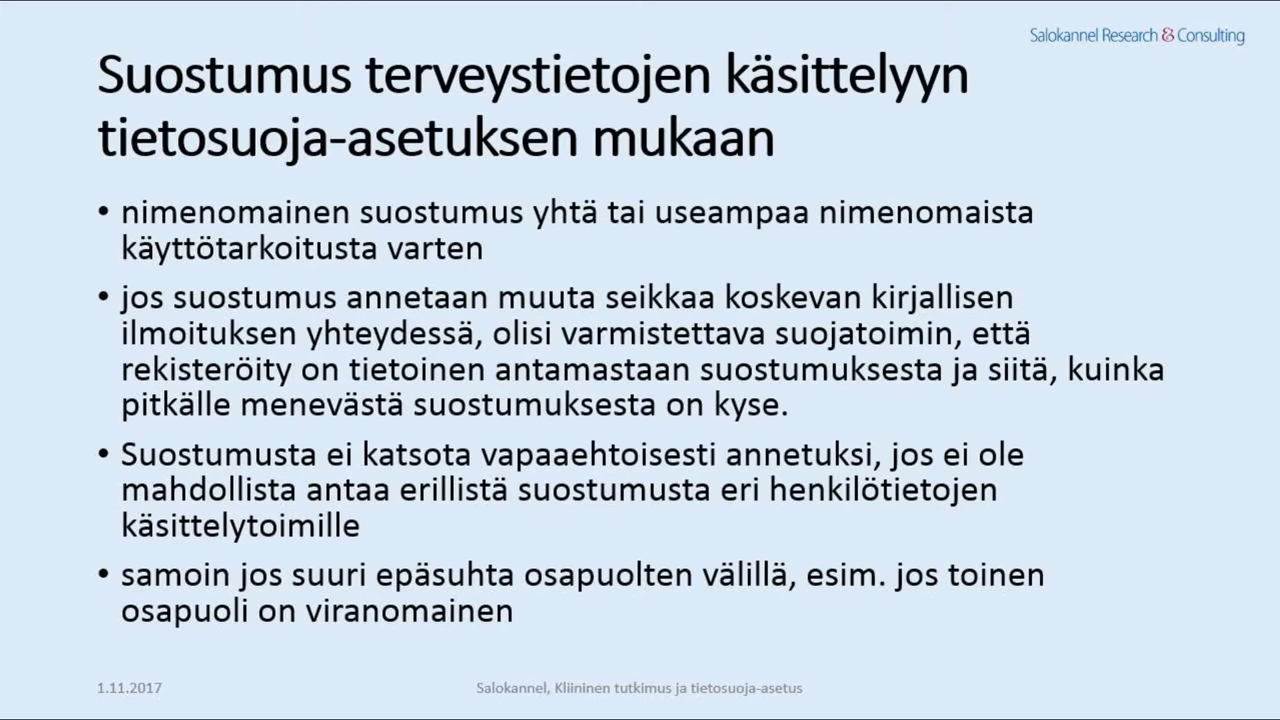 Salokannel Research & Consulting
Suostumus terveystietojen käsittelyyn
tietosuoja-asetuksen mukaan
• nimenomainen suostumus yhtä tai useampaa nimenomaista
käyttötarkoitusta varten
• jos suostumus annetaan muuta seikkaa koskevan kirjallisen
ilmoituksen yhteydessä, olisi varmistettava suojatoimin, että
rekisteröity on tietoinen antamastaan suostumuksesta ja siitä, kuinka
pitkälle menevästä suostumuksesta on kyse.
• Suostumusta ei katsota vapaaehtoisesti annetuksi, jos ei ole
mahdollista antaa erillistä suostumusta eri henkilötietojen
käsittelytoimille
• samoin jos suuri epäsuhta osapuolten välillä, esim. jos toinen
osapuoli on viranomainen
1.11.2017
Salokannel, Kliininen tutkimus ja tietosuoja-asetus